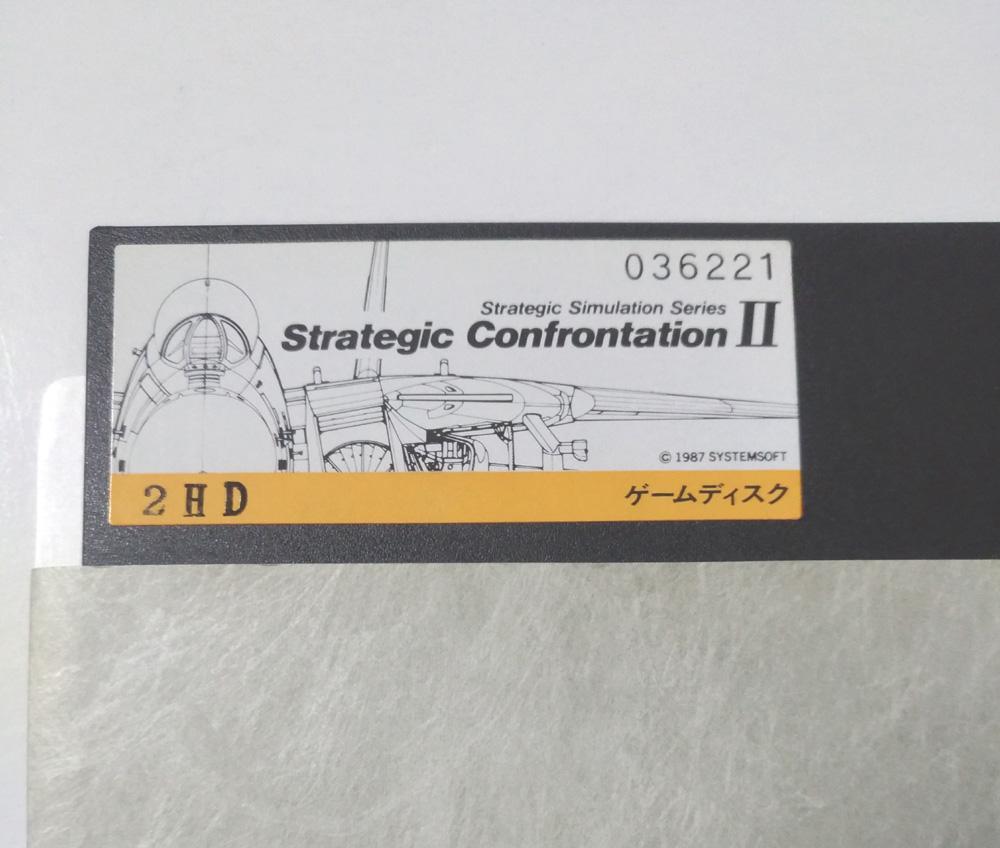 036221
Strategic Simulation Series
Strategic Confrontation II
© 1987 SYSTEMSOFT
2HD
ゲームディスク